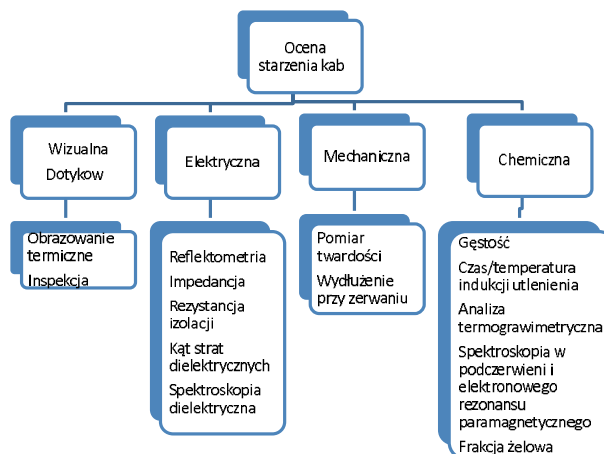 Ocena
starzenia kab
Wizualna
Dotykow
Elektryczna
Mechaniczna
Chemiczna
Obrazowanie
termiczne
Inspekcja
Reflektometria
Impedancja
Rezystancja
izolacji
Kąt strat
dielektrycznych
Spektroskopia
dielektryczna
Pomiar
twardości
Wydłużenie
przy zerwaniu
Gęstość
Czas/temperatura
indukcji utlenienia
Analiza
termograwimetryczna
Spektroskopia w
podczerwieni i
elektronowego
rezonansu
paramagnetycznego
Frakcja żelowa